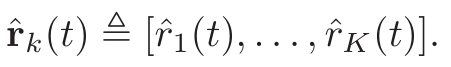 r̂ₖ(t) ≜ [r̂₁(t), . . . , r̂_K(t)].